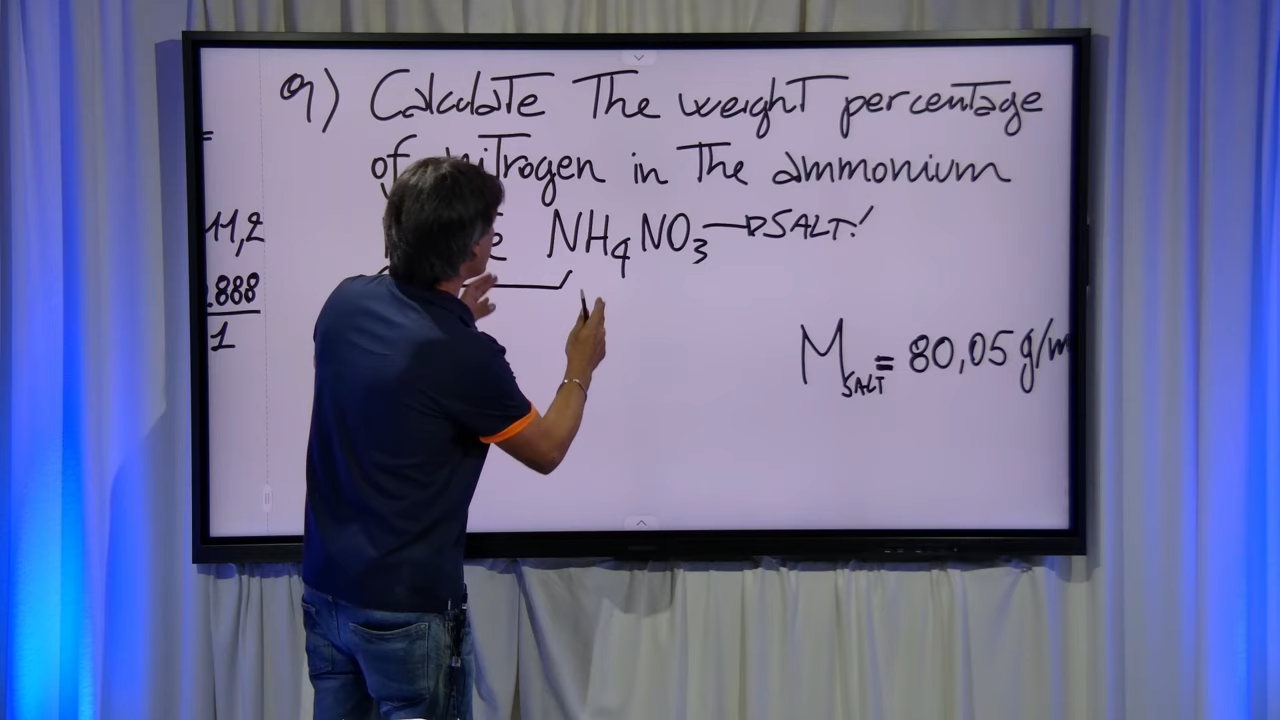 9) Calculate The weight percentage
of nitrogen in The ammonium
NH4NO3 → SALT!
11,2
.888
1
M SALT = 80,05 g/m